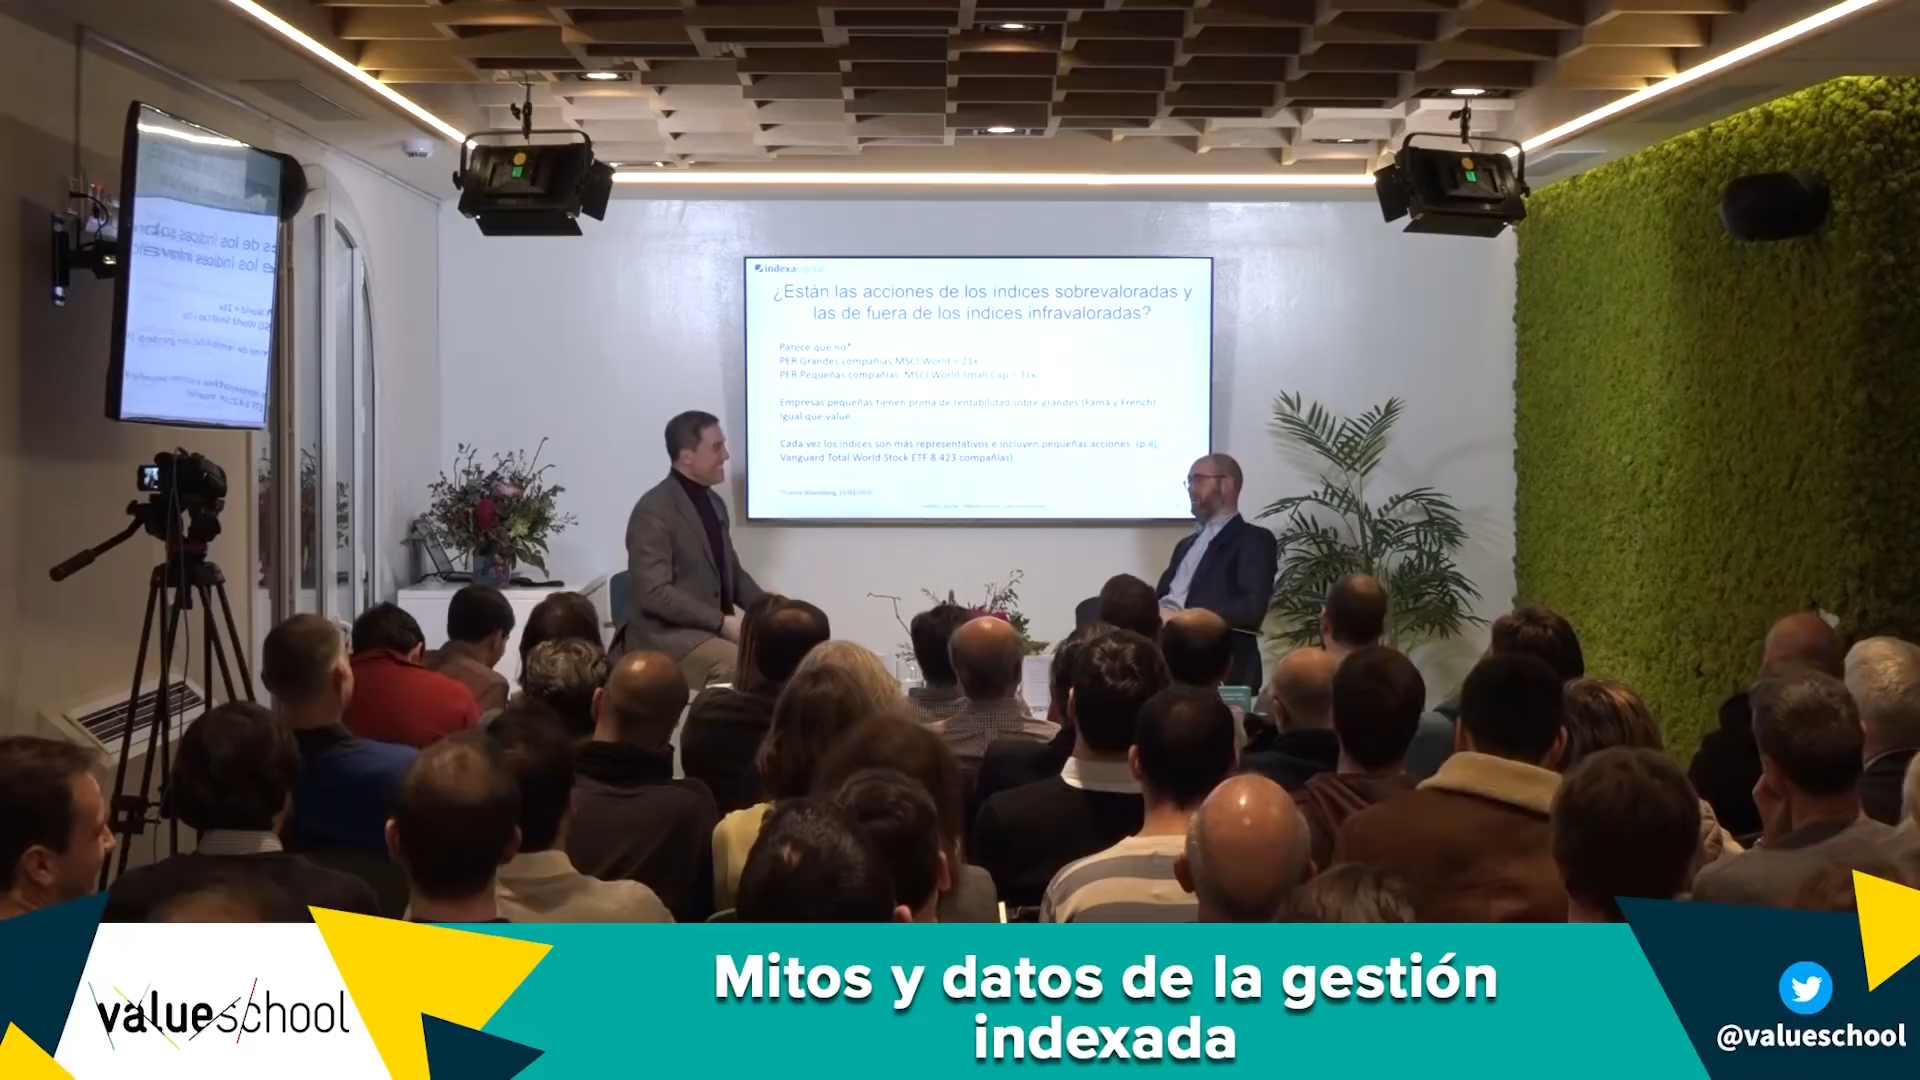 indexa capital
¿Están las acciones de los índices sobrevaloradas y
las de fuera de los índices infravaloradas?
Parece que no*
PER Grandes compañías MSCI World = 21x
PER Pequeñas compañías MSCI World Small Cap = 31x
Empresas pequeñas tienen prima de rentabilidad sobre grandes (Fama y French).
Igual que value.
Cada vez los índices son más representativos e incluyen pequeñas acciones. (p.ej.
Vanguard Total World Stock ETF 8.423 compañías)
valueschool
Mitos y datos de la gestión
indexada
@valueschool